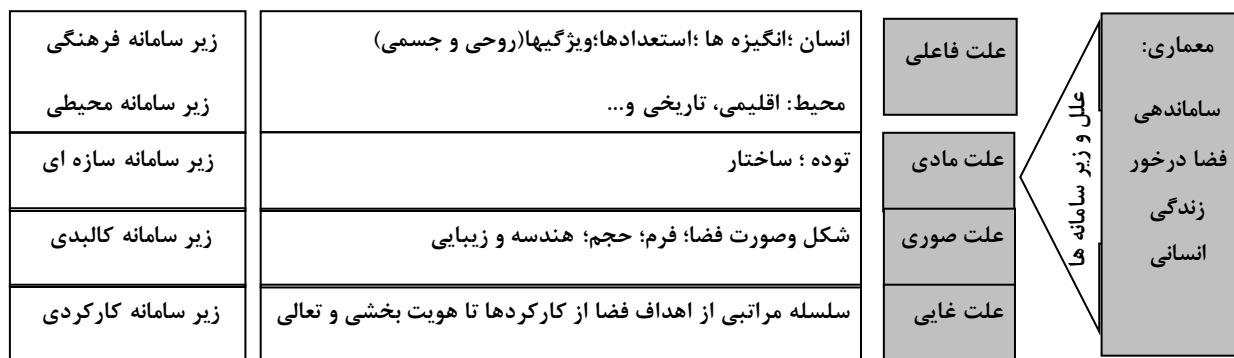 معماری:
ساماندهی
فضا درخور
زندگی
انسانی
علل و زیر سامانه ها
علت فاعلی
انسان ؛انگیزه ها ؛استعدادها؛ویژگیها(روحی و جسمی)
زیر سامانه فرهنگی
محیط: اقلیمی، تاریخی و...
زیر سامانه محیطی
علت مادی
توده ؛ ساختار
زیر سامانه سازه ای
علت صوری
شکل وصورت فضا؛ فرم؛ حجم؛ هندسه و زیبایی
زیر سامانه کالبدی
علت غایی
سلسله مراتبی از اهداف فضا از کارکردها تا هویت بخشی و تعالی
زیر سامانه کارکردی